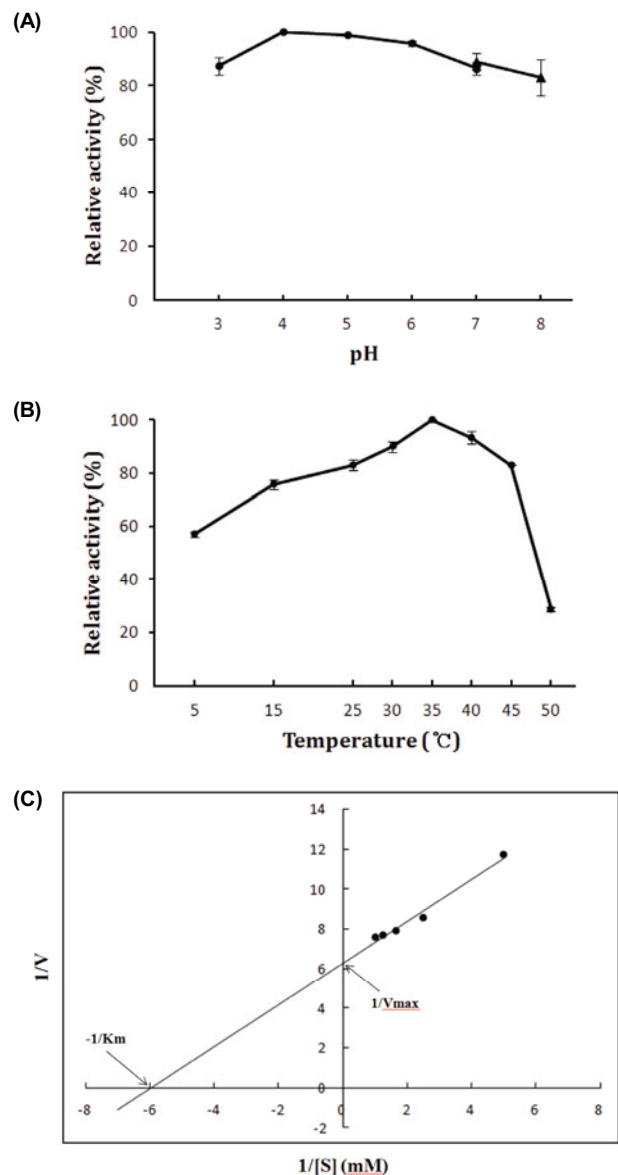 (A)
Relative activity (%)
100
80
60
40
20
0
3 4 5 6 7 8
pH
(B)
Relative activity (%)
100
80
60
40
20
0
5 15 25 30 35 40 45 50
Temperature (℃)
(C)
1/V
14
12
10
8
6
4
2
0
-2
-8 -6 -4 -2 0 2 4 6 8
1/Vmax
-1/Km
1/[S] (mM)